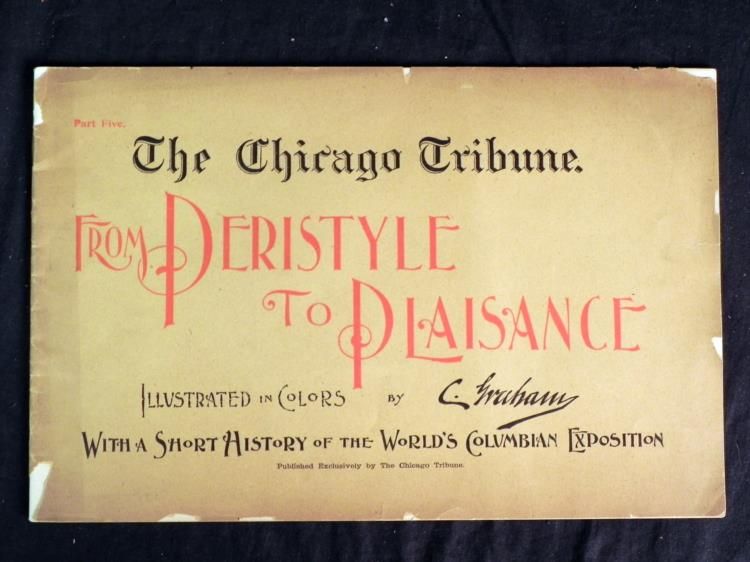 Part Five.
The Chicago Tribune.
FROM PERISTYLE
TO PLAISANCE
ILLUSTRATED IN COLORS BY C. Graham
WITH A SHORT HISTORY OF THE WORLD'S COLUMBIAN EXPOSITION
Published Exclusively by The Chicago Tribune.